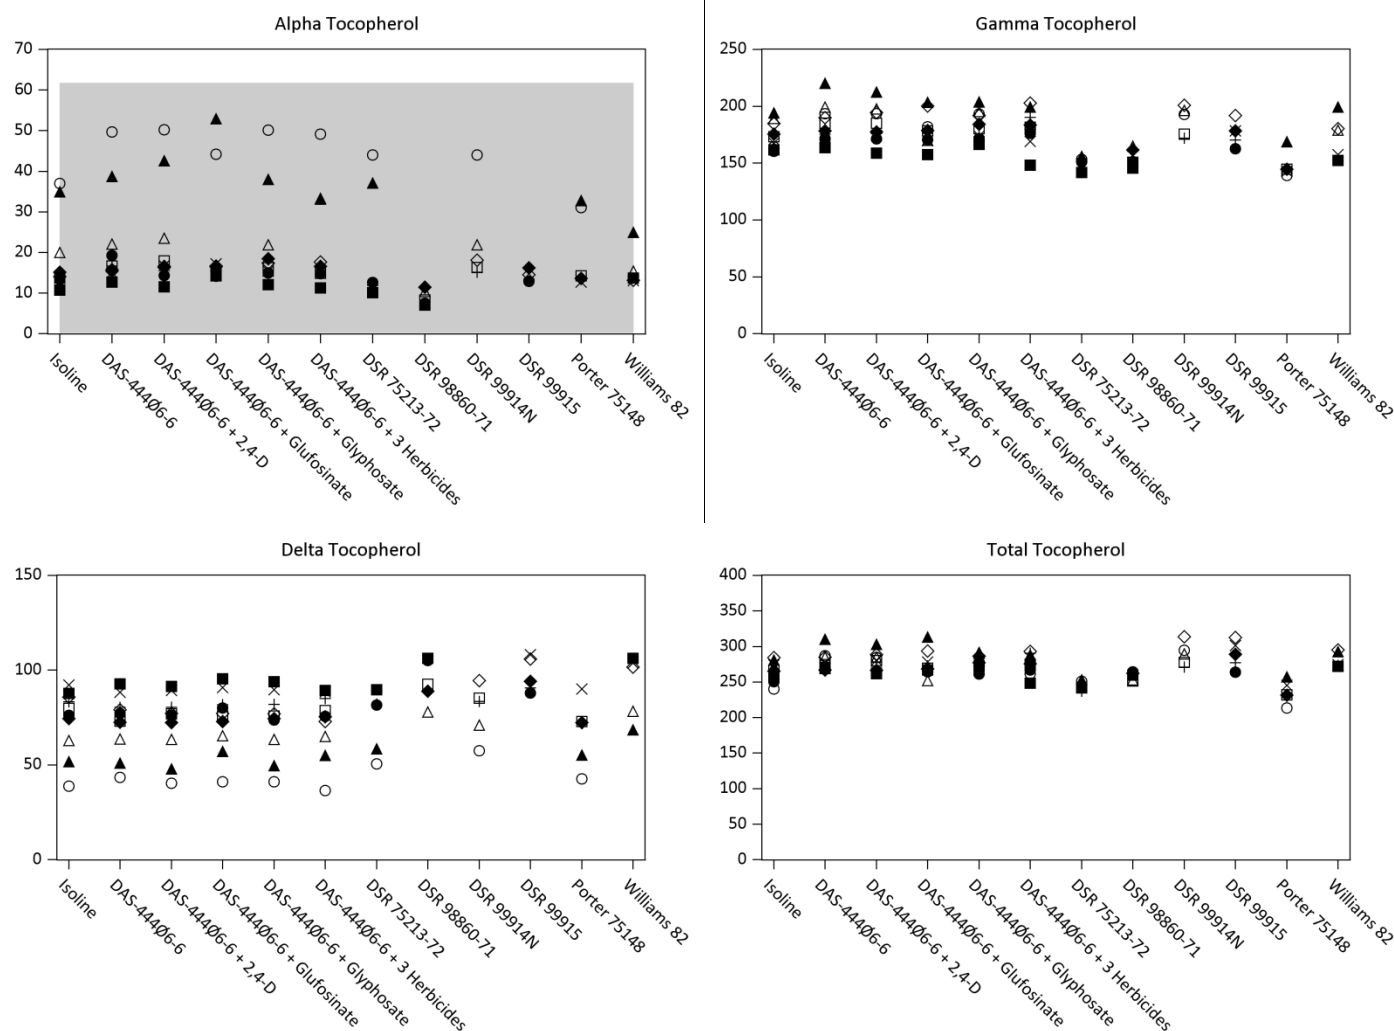 Alpha Tocopherol
70
60
50
40
30
20
10
0
Isoline
DAS-444Ø6-6
DAS-444Ø6-6 + 2,4-D
DAS-444Ø6-6 + Glufosinate
DAS-444Ø6-6 + Glyphosate
DAS-444Ø6-6 + 3 Herbicides
DSR 75213-72
DSR 98860-71
DSR 99914N
DSR 99915
Porter 75148
Williams 82
Gamma Tocopherol
250
200
150
100
50
0
Isoline
DAS-444Ø6-6
DAS-444Ø6-6 + 2,4-D
DAS-444Ø6-6 + Glufosinate
DAS-444Ø6-6 + Glyphosate
DAS-444Ø6-6 + 3 Herbicides
DSR 75213-72
DSR 98860-71
DSR 99914N
DSR 99915
Porter 75148
Williams 82
Delta Tocopherol
150
100
50
0
Isoline
DAS-444Ø6-6
DAS-444Ø6-6 + 2,4-D
DAS-444Ø6-6 + Glufosinate
DAS-444Ø6-6 + Glyphosate
DAS-444Ø6-6 + 3 Herbicides
DSR 75213-72
DSR 98860-71
DSR 99914N
DSR 99915
Porter 75148
Williams 82
Total Tocopherol
400
350
300
250
200
150
100
50
0
Isoline
DAS-444Ø6-6
DAS-444Ø6-6 + 2,4-D
DAS-444Ø6-6 + Glufosinate
DAS-444Ø6-6 + Glyphosate
DAS-444Ø6-6 + 3 Herbicides
DSR 75213-72
DSR 98860-71
DSR 99914N
DSR 99915
Porter 75148
Williams 82